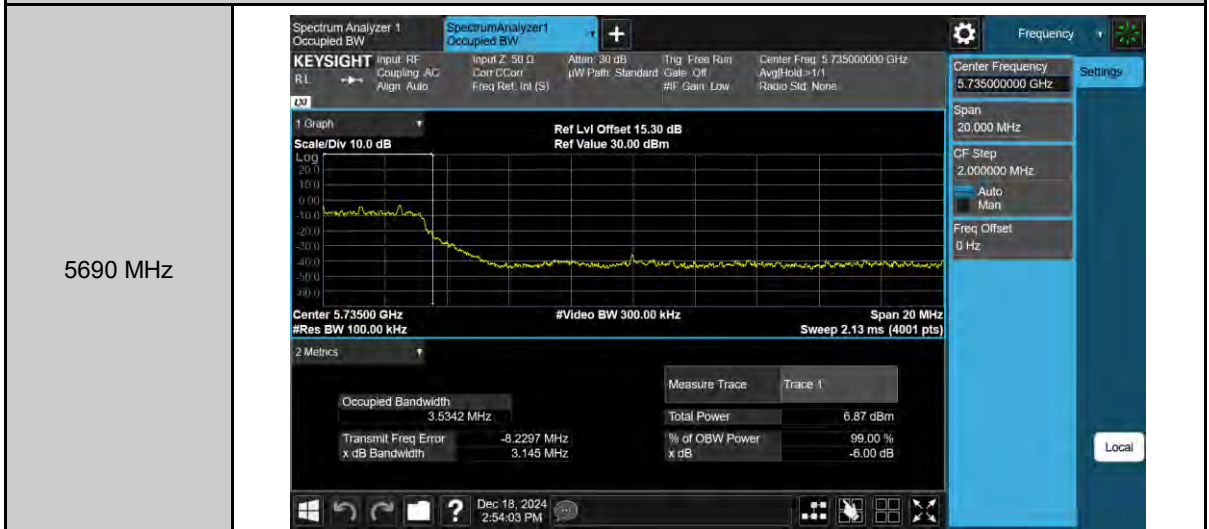 5690 MHz
Spectrum Analyzer 1
Occupied BW
SpectrumAnalyzer1
Occupied BW
Frequency
KEYSIGHT
RL
LXI
Input: RF
Coupling: AC
Align: Auto
Input Z: 50 Ω
Corr CCorr
Freq Ref: Int (S)
Atten: 30 dB
µW Path: Standard
Trig: Free Run
Gate: Off
#IF Gain: Low
Center Freq: 5.735000000 GHz
Avg|Hold:>1/1
Radio Std: None
Center Frequency
5.735000000 GHz
Settings
Span
20.000 MHz
CF Step
2.000000 MHz
Auto
Man
Freq Offset
0 Hz
Local
1 Graph
Scale/Div 10.0 dB
Ref Lvl Offset 15.30 dB
Ref Value 30.00 dBm
Log
20.0
10.0
0.00
-10.0
-20.0
-30.0
-40.0
-50.0
-60.0
Center 5.73500 GHz
#Video BW 300.00 kHz
Span 20 MHz
#Res BW 100.00 kHz
Sweep 2.13 ms (4001 pts)
2 Metrics
Measure Trace
Trace 1
Occupied Bandwidth
3.5342 MHz
Total Power
6.87 dBm
Transmit Freq Error
-8.2297 MHz
% of OBW Power
99.00 %
x dB Bandwidth
3.145 MHz
x dB
-6.00 dB
?
Dec 18, 2024
2:54:03 PM